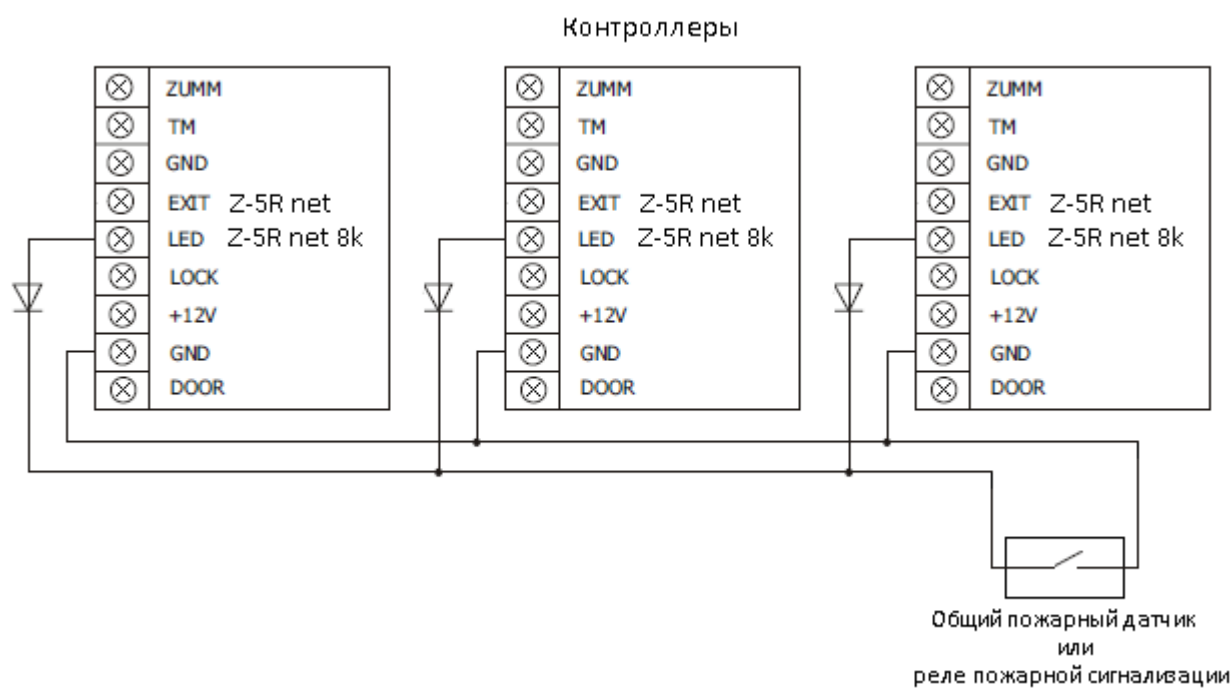 Контроллеры
ZUMM
TM
GND
EXIT Z-5R net
LED Z-5R net 8k
LOCK
+12V
GND
DOOR
ZUMM
TM
GND
EXIT Z-5R net
LED Z-5R net 8k
LOCK
+12V
GND
DOOR
ZUMM
TM
GND
EXIT Z-5R net
LED Z-5R net 8k
LOCK
+12V
GND
DOOR
Общий пожарный датчик
или
реле пожарной сигнализации